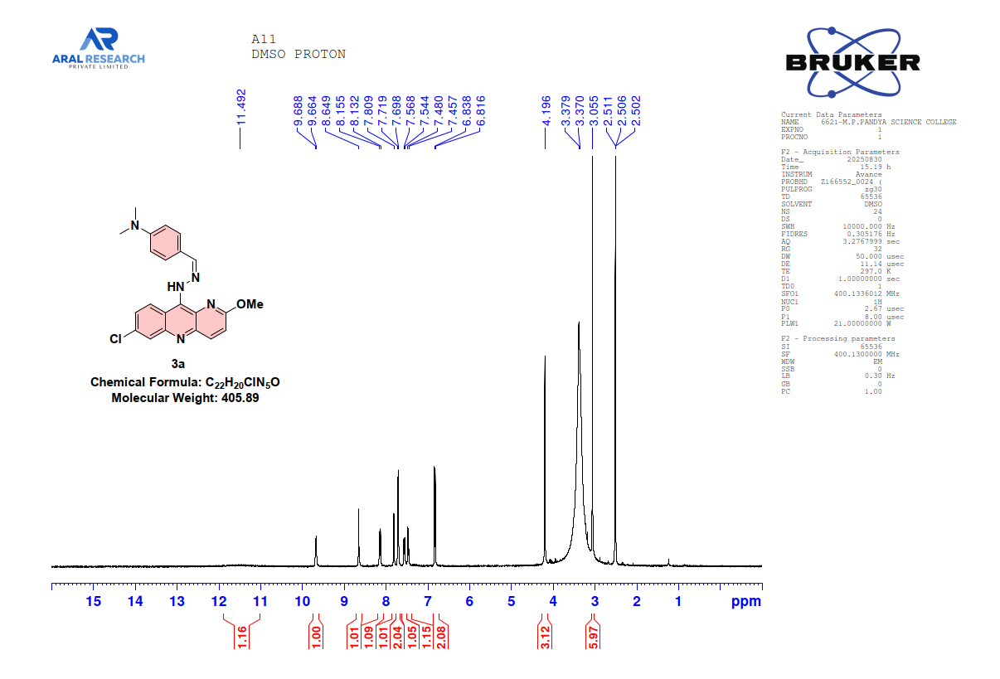 ARAL RESEARCH
PRIVATE LIMITED
A11
DMSO PROTON
BRUKER
11.492
9.688
9.664
8.649
8.155
8.132
7.809
7.719
7.698
7.568
7.544
7.480
7.457
6.838
6.816
4.196
3.379
3.370
3.055
2.511
2.506
2.502
Current Data Parameters
NAME 6621-M.P.PANDYA SCIENCE COLLEGE
EXPNO 1
PROCNO 1
F2 - Acquisition Parameters
Date_ 20250830
Time 15.19 h
INSTRUM Avance
PROBHD Z166552_0024 (
PULPROG zg30
TD 65536
SOLVENT DMSO
NS 24
DS 0
SWH 10000.000 Hz
FIDRES 0.305176 Hz
AQ 3.2767999 sec
RG 32
DW 50.000 usec
DE 11.14 usec
TE 297.0 K
D1 1.00000000 sec
TD0 1
SFO1 400.1336012 MHz
NUC1 1H
P0 2.67 usec
P1 8.00 usec
PLW1 21.00000000 W
F2 - Processing parameters
SI 65536
SF 400.1300000 MHz
WDW EM
SSB 0
LB 0.30 Hz
GB 0
PC 1.00
N
N
HN
N
OMe
Cl
N
3a
Chemical Formula: C22H20ClN5O
Molecular Weight: 405.89
15 14 13 12 11 10 9 8 7 6 5 4 3 2 1 ppm
1.16
1.00
1.01
1.09
1.01
2.04
1.05
1.15
2.08
3.12
5.97